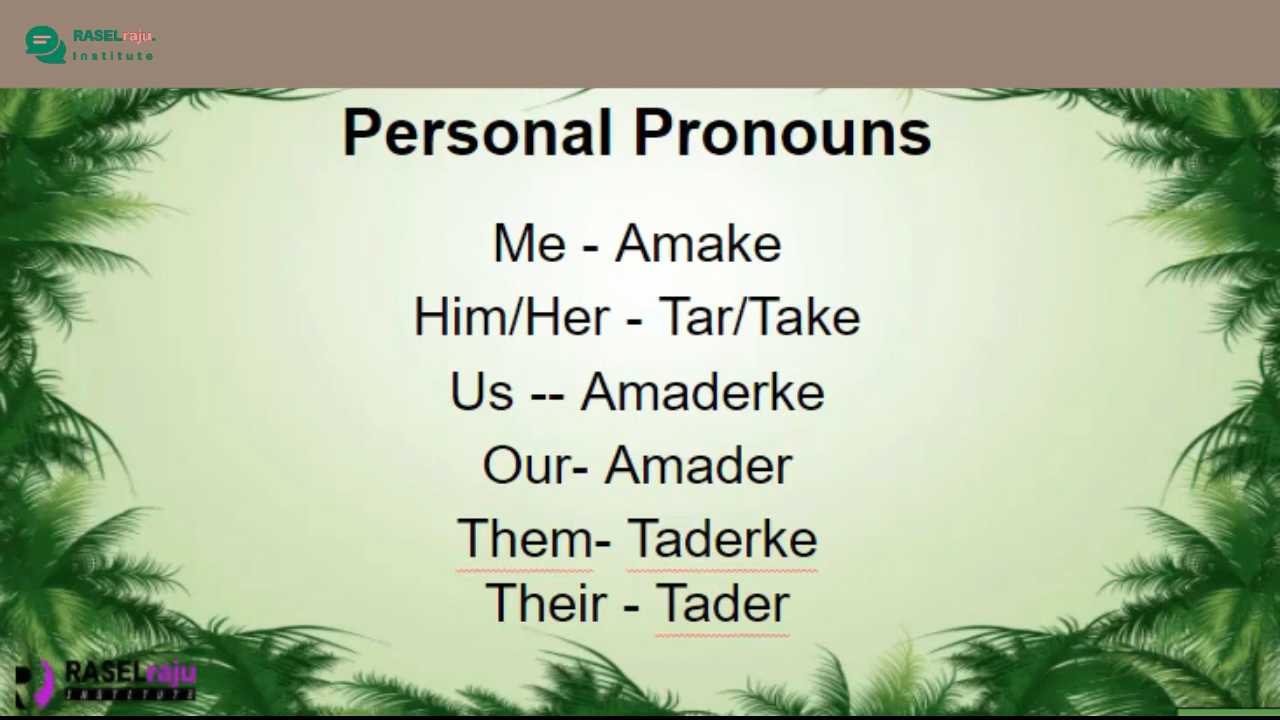 RASELraju.
Institute
Personal Pronouns
Me - Amake
Him/Her - Tar/Take
Us -- Amaderke
Our- Amader
Them- Taderke
Their - Tader
RASELraju
INSTITUTE